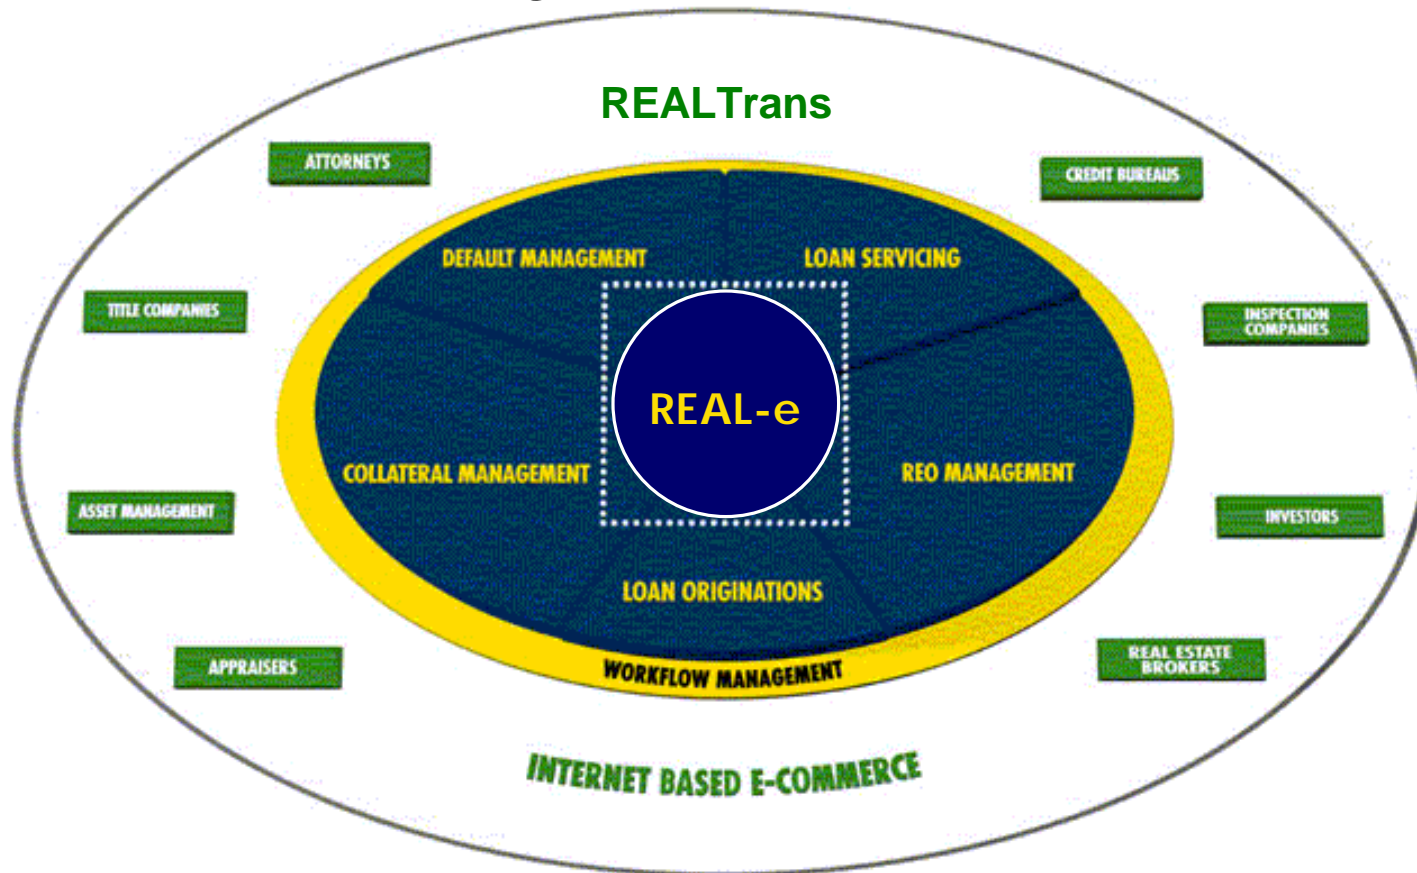 REALTrans
ATTORNEYS
CREDIT BUREAUS
DEFAULT MANAGEMENT
LOAN SERVICING
TITLE COMPANIES
INSPECTION
COMPANIES
REAL-e
COLLATERAL MANAGEMENT
REO MANAGEMENT
ASSET MANAGEMENT
INVESTORS
LOAN ORIGINATIONS
APPRAISERS
REAL ESTATE
BROKERS
WORKFLOW MANAGEMENT
INTERNET BASED E-COMMERCE